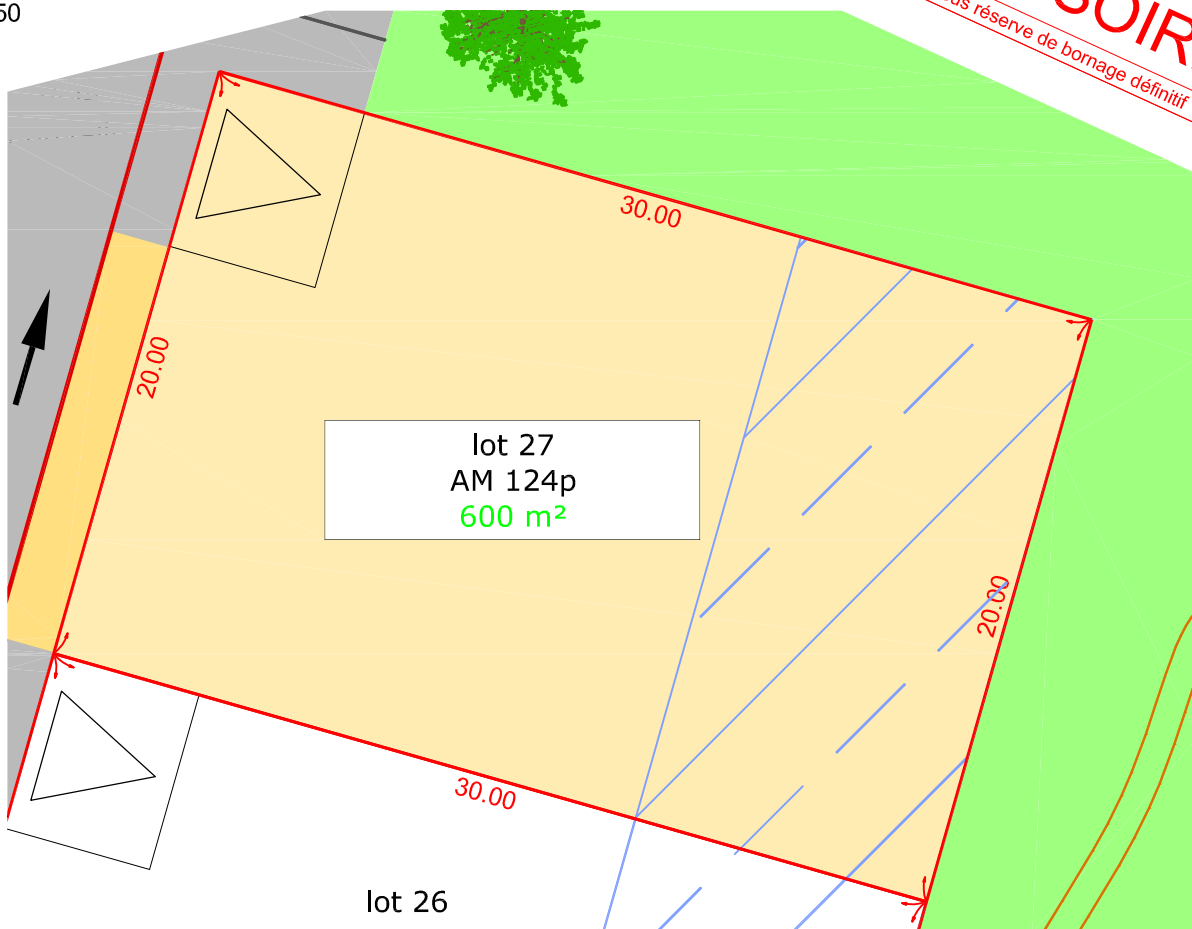 50
SOIR
sous réserve de bornage définitif
30.00
20.00
lot 27
AM 124p
600 m²
20.00
30.00
lot 26